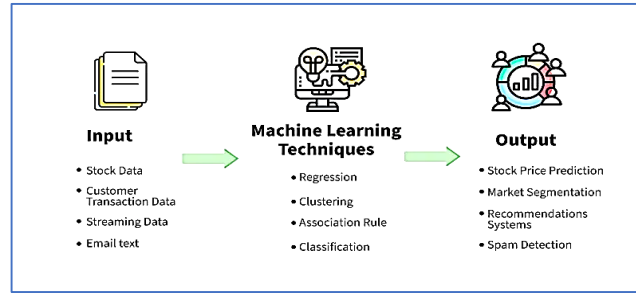 Input
• Stock Data
• Customer
Transaction Data
• Streaming Data
• Email text
Machine Learning
Techniques
• Regression
• Clustering
• Association Rule
• Classification
Output
• Stock Price Prediction
• Market Segmentation
• Recommendations
Systems
• Spam Detection